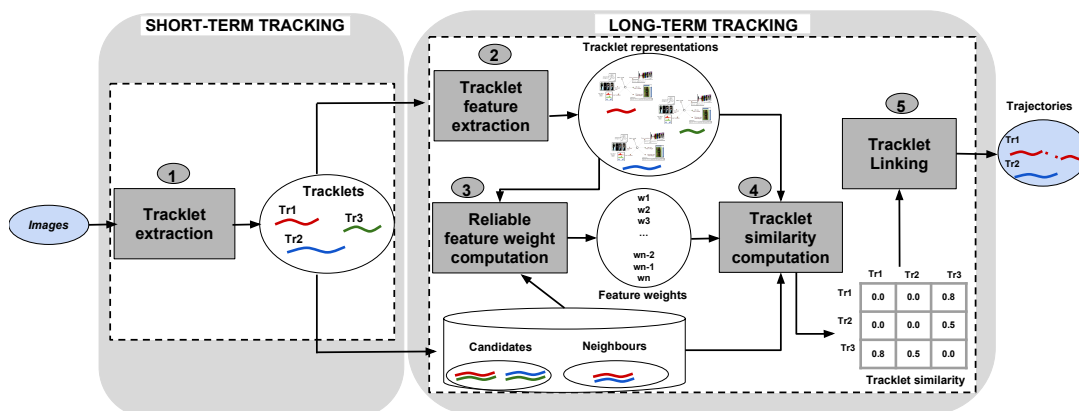 SHORT-TERM TRACKING
LONG-TERM TRACKING
Images
1
Tracklet
extraction
Tracklets
Tr1
Tr3
Tr2
2
Tracklet
feature
extraction
Tracklet representations
3
Reliable
feature weight
computation
w1
w2
w3
...
wn-2
wn-1
wn
Feature weights
Candidates
Neighbours
4
Tracklet
similarity
computation
5
Tracklet
Linking
Trajectories
Tr1
Tr2
Tr1 Tr2 Tr3
Tr1 0.0 0.0 0.8
Tr2 0.0 0.0 0.5
Tr3 0.8 0.5 0.0
Tracklet similarity